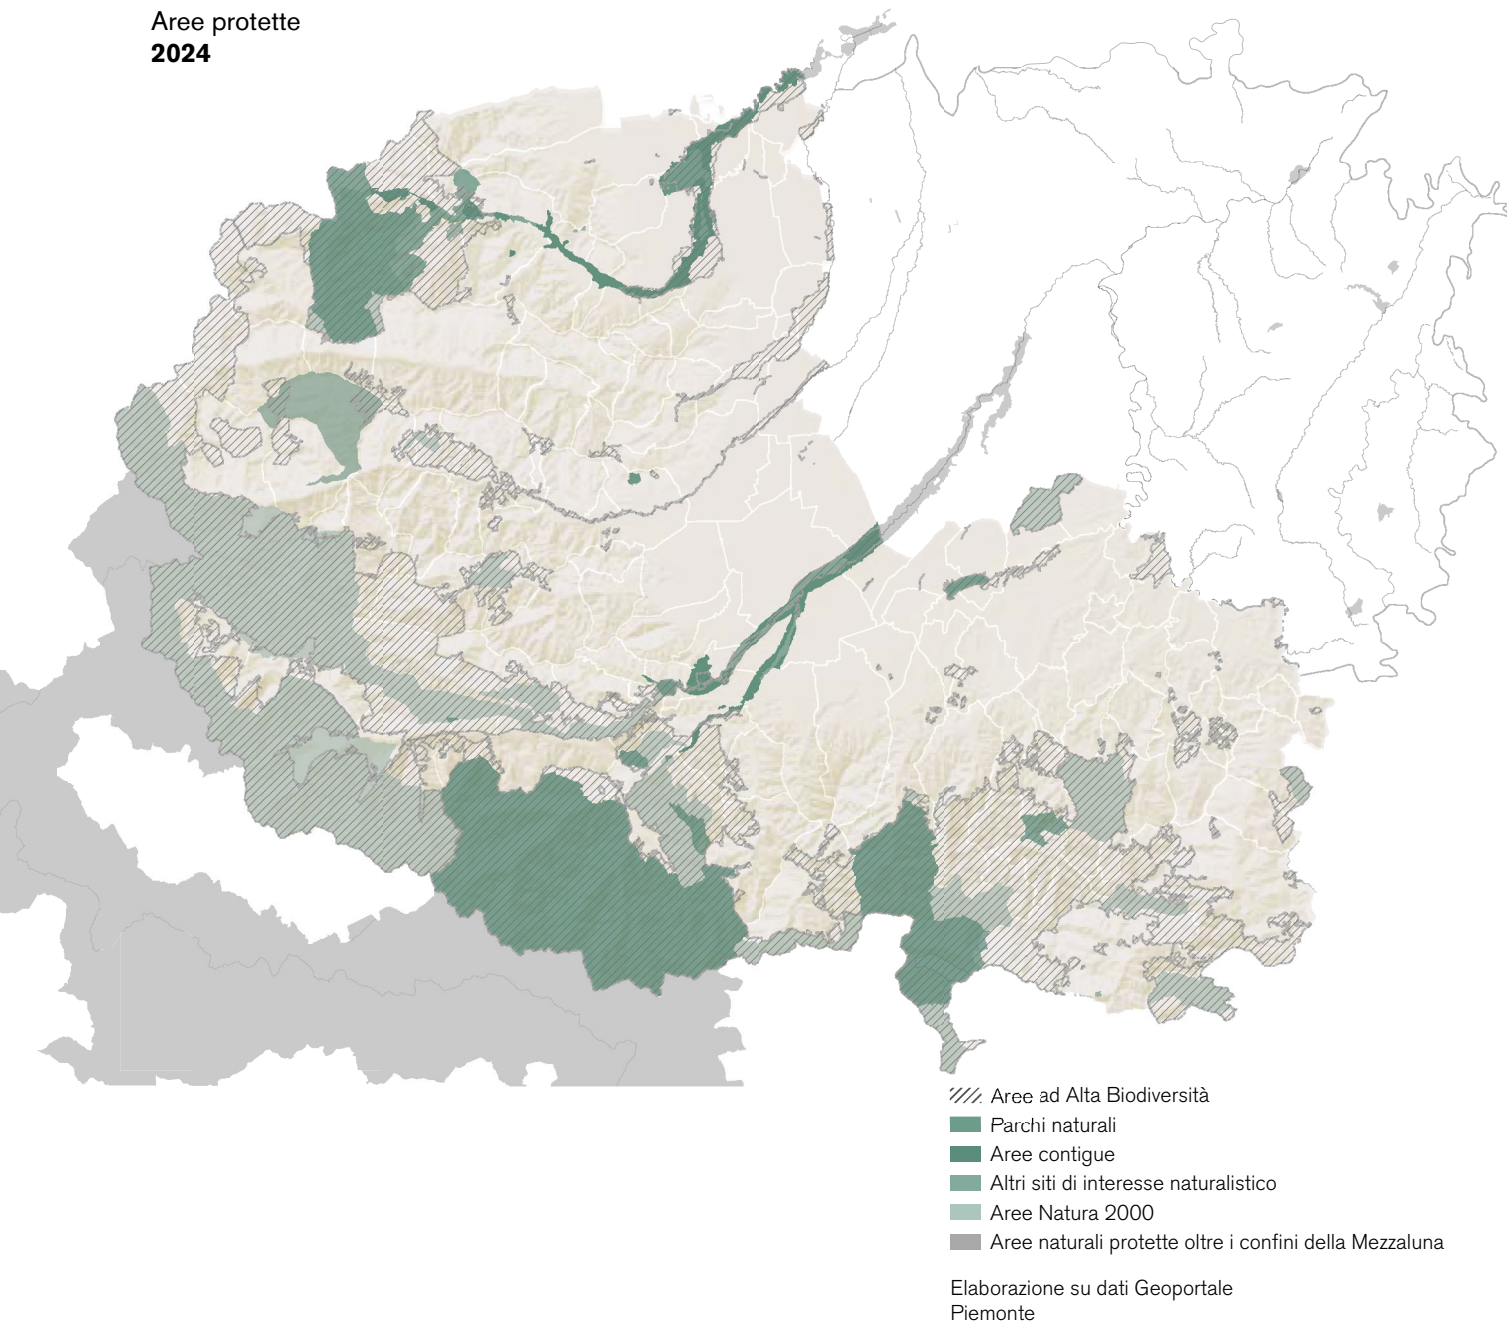 Aree protette
2024
Aree ad Alta Biodiversità
Parchi naturali
Aree contigue
Altri siti di interesse naturalistico
Aree Natura 2000
Aree naturali protette oltre i confini della Mezzaluna
Elaborazione su dati Geoportale
Piemonte